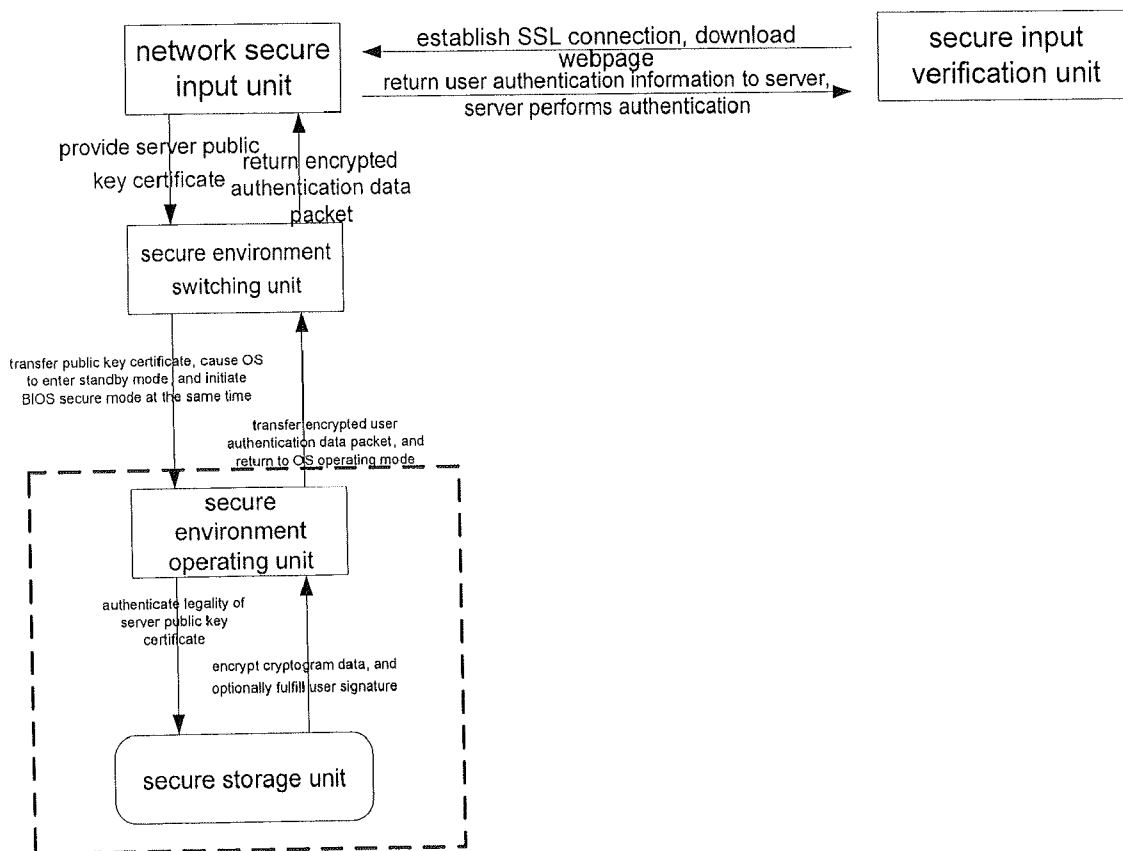 network secure
input unit
establish SSL connection, download
webpage
return user authentication information to server,
server performs authentication
secure input
verification unit
provide server public
key certificate
return encrypted
authentication data
packet
secure environment
switching unit
transfer public key certificate, cause OS
to enter standby mode, and initiate
BIOS secure mode at the same time
transfer encrypted user
authentication data packet, and
return to OS operating mode
secure
environment
operating unit
authenticate legality of
server public key
certificate
encrypt cryptogram data, and
optionally fulfill user signature
secure storage unit